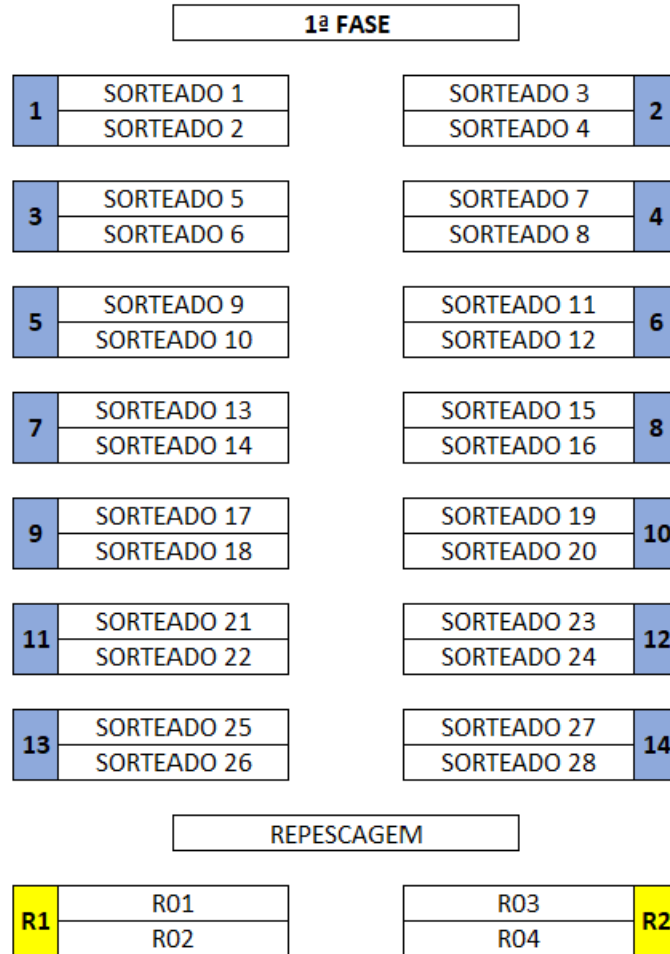 1ª FASE
1 SORTEADO 1 SORTEADO 3 2
SORTEADO 2 SORTEADO 4
3 SORTEADO 5 SORTEADO 7 4
SORTEADO 6 SORTEADO 8
5 SORTEADO 9 SORTEADO 11 6
SORTEADO 10 SORTEADO 12
7 SORTEADO 13 SORTEADO 15 8
SORTEADO 14 SORTEADO 16
9 SORTEADO 17 SORTEADO 19 10
SORTEADO 18 SORTEADO 20
11 SORTEADO 21 SORTEADO 23 12
SORTEADO 22 SORTEADO 24
13 SORTEADO 25 SORTEADO 27 14
SORTEADO 26 SORTEADO 28
REPESCAGEM
R1 R01 R03 R2
R02 R04